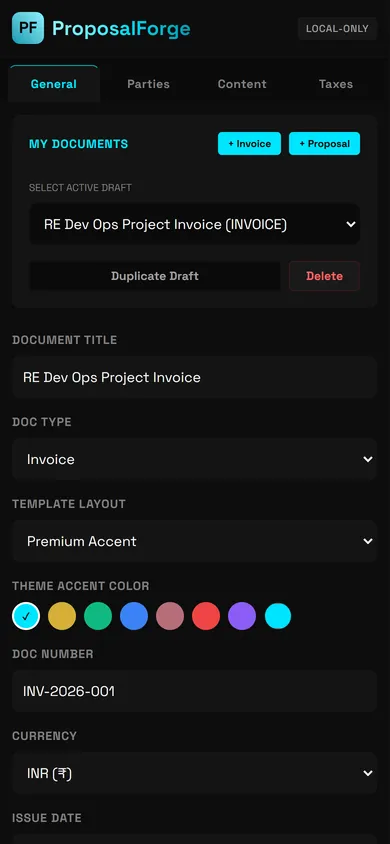 PF ProposalForge LOCAL-ONLY
General Parties Content Taxes
MY DOCUMENTS + Invoice + Proposal
SELECT ACTIVE DRAFT
RE Dev Ops Project Invoice (INVOICE)
Duplicate Draft Delete
DOCUMENT TITLE
RE Dev Ops Project Invoice
DOC TYPE
Invoice
TEMPLATE LAYOUT
Premium Accent
THEME ACCENT COLOR
✓
DOC NUMBER
INV-2026-001
CURRENCY
INR (₹)
ISSUE DATE